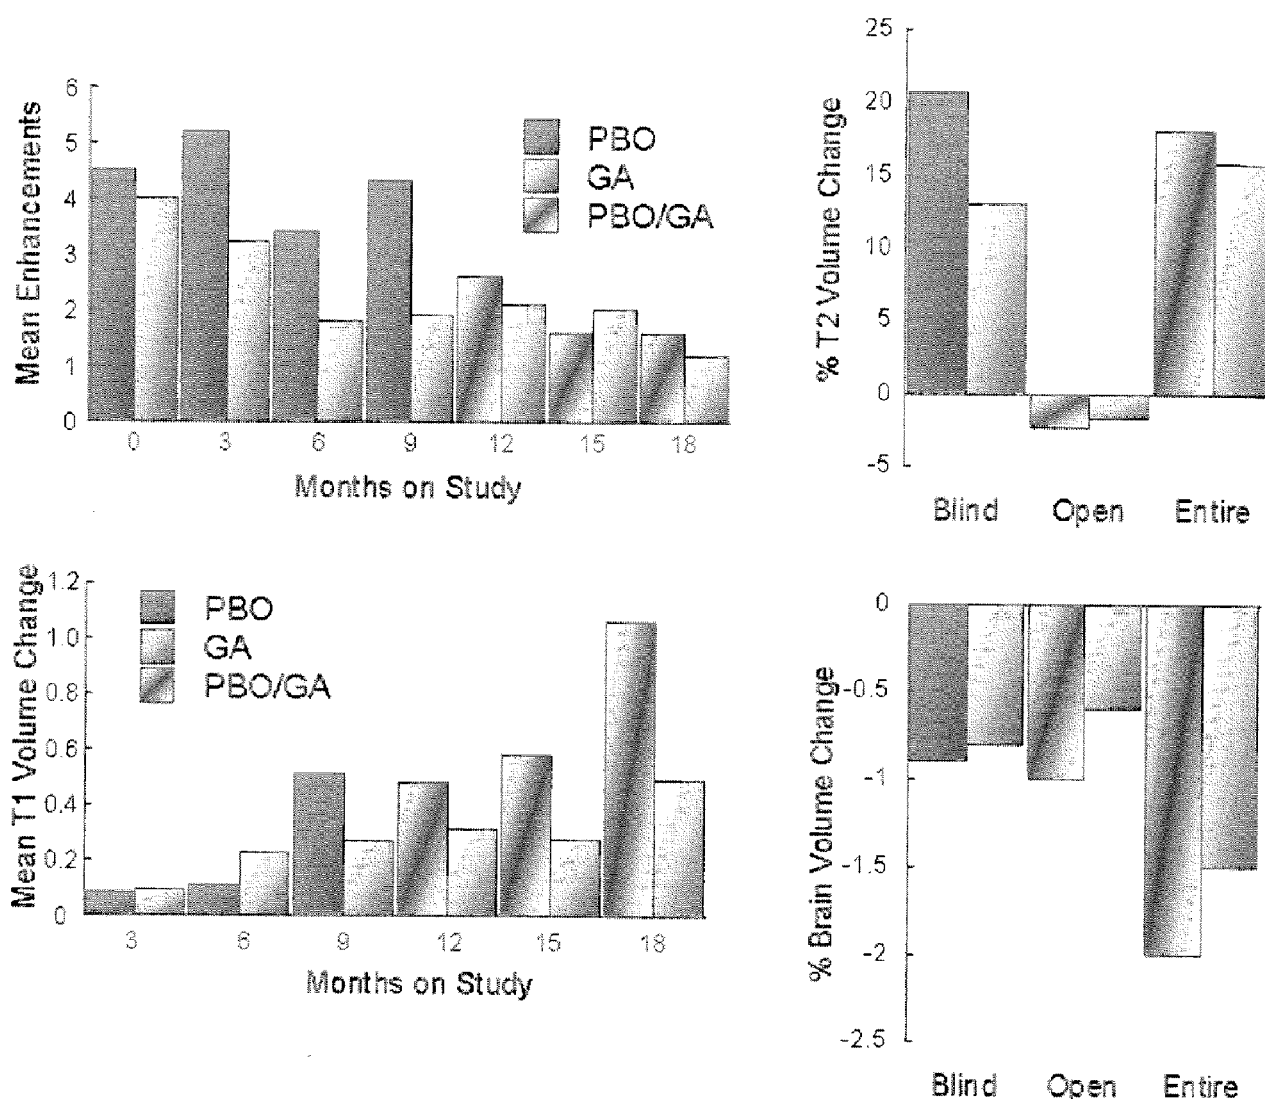 Mean Enhancements
6
5
4
3
2
1
0
PBO
GA
PBO/GA
0 3 6 9 12 15 18
Months on Study
% T2 Volume Change
25
20
15
10
5
0
-5
Blind Open Entire
Mean T1 Volume Change
1.2
1.0
0.8
0.6
0.4
0.2
0
PBO
GA
PBO/GA
3 6 9 12 15 18
Months on Study
% Brain Volume Change
0
-0.5
-1
-1.5
-2
-2.5
Blind Open Entire